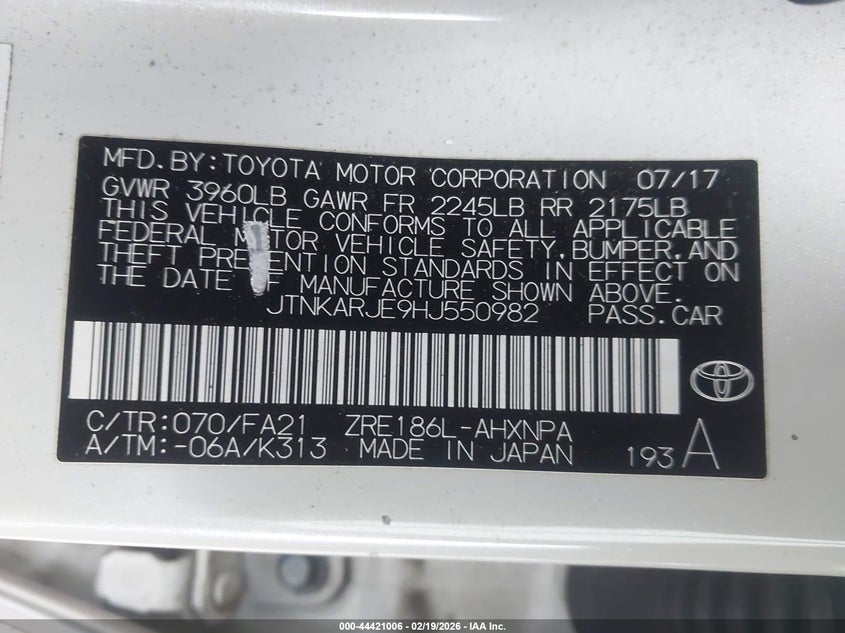 MFD.BY:TOYOTA MOTOR CORPORATION 07/17
GVWR 3960LB GAWR FR 2245LB RR 2175LB
THIS VEHICLE CONFORMS TO ALL APPLICABLE
FEDERAL MOTOR VEHICLE SAFETY,BUMPER,AND
THEFT PREVENTION STANDARDS IN EFFECT ON
THE DATE OF MANUFACTURE SHOWN ABOVE.
JTNKARJE9HJ550982 PASS.CAR
C/TR:070/FA21 ZRE186L-AHXNPA
A/TM:-06A/K313 MADE IN JAPAN 193 A
000-44421006 | 02/19/2026 – IAA Inc.